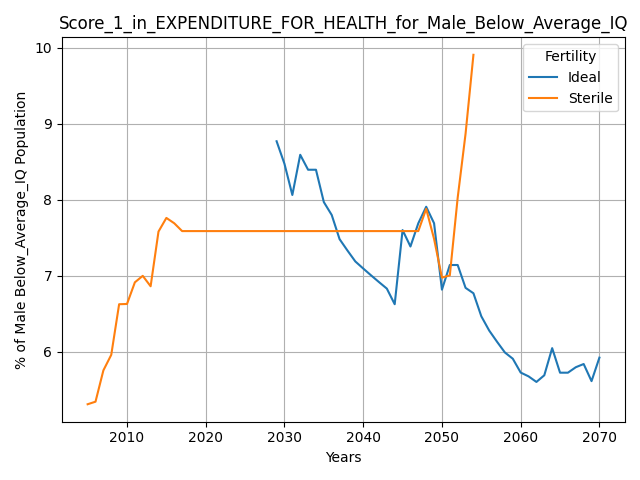 Score_1_in_EXPENDITURE_FOR_HEALTH_for_Male_Below_Average_IQ
% of Male Below_Average_IQ Population
10
9
8
7
6
Fertility
Ideal
Sterile
2010 2020 2030 2040 2050 2060 2070
Years